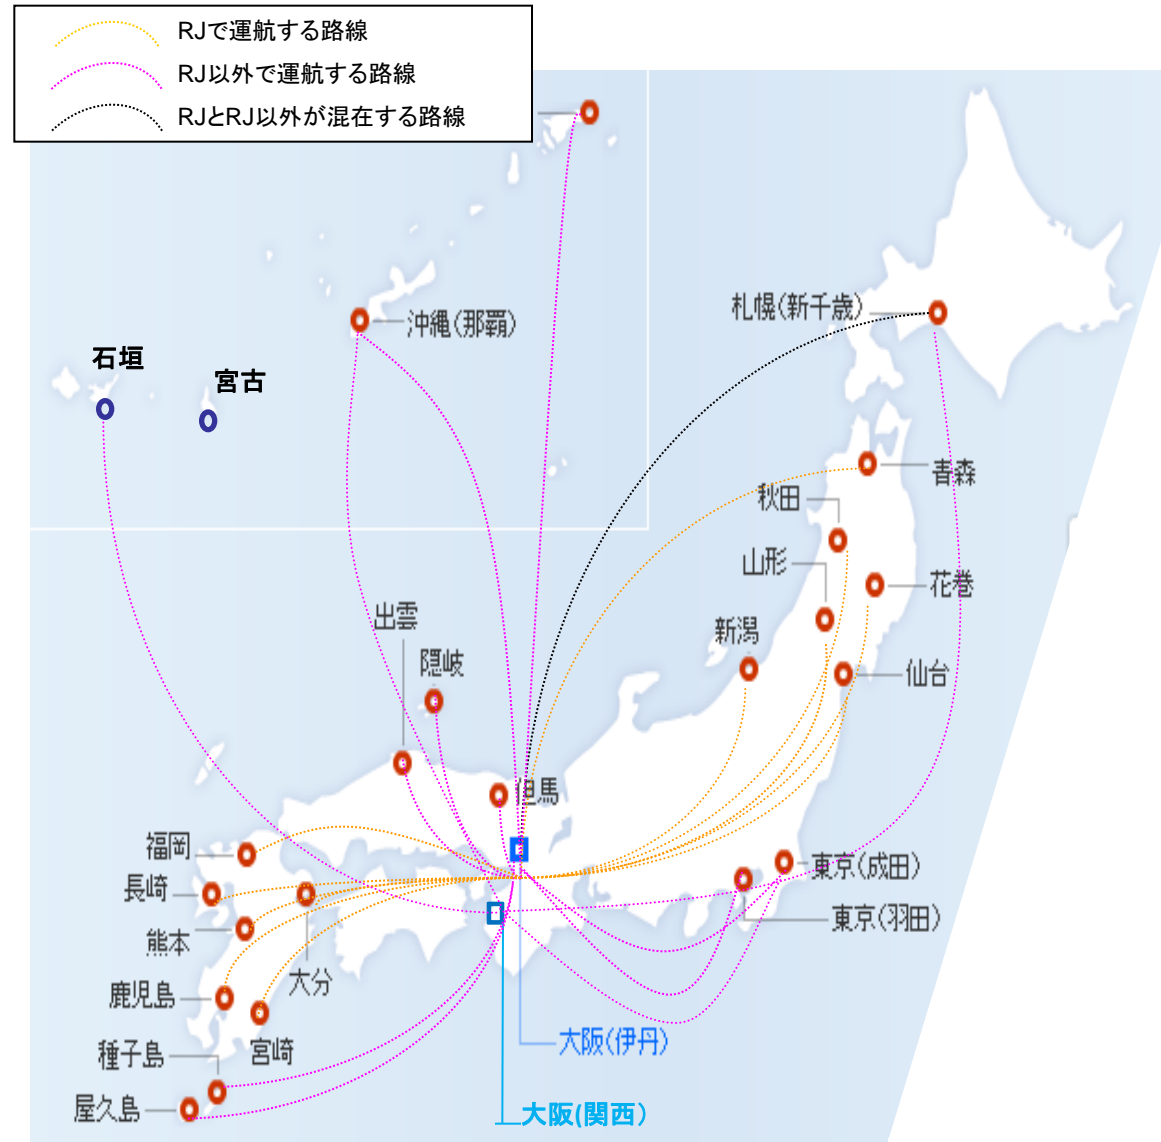 RJで運航する路線
RJ以外で運航する路線
RJとRJ以外が混在する路線
札幌(新千歳)
沖縄(那覇)
石垣
宮古
青森
秋田
山形
花巻
出雲
新潟
隠岐
仙台
但馬
福岡
東京(成田)
長崎
東京(羽田)
熊本
大分
鹿児島
大阪(伊丹)
種子島
宮崎
屋久島
大阪(関西)